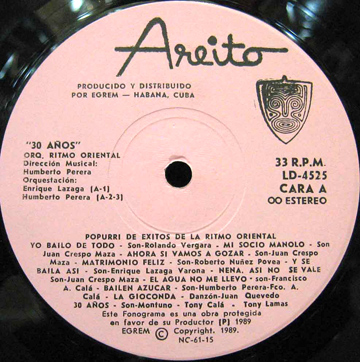 Areito
PRODUCIDO Y DISTRIBUIDO
POR EGREM — HABANA, CUBA
"30 AÑOS"
ORQ. RITMO ORIENTAL
Dirección Musical:
Humberto Perera
Orquestación:
Enrique Lazaga [A-1]
Humberto Perera [A-2-3]
33 R.P.M.
LD-4525
CARA A
OO ESTEREO
POPURRI DE EXITOS DE LA RITMO ORIENTAL
YO BAILO DE TODO - Son-Rolando Vergara - MI SOCIO MANOLO - Son
Juan Crespo Maza - AHORA SI VAMOS A GOZAR - Son-Juan Crespo
Maza - MATRIMONIO FELIZ - Son-Roberto Nuñez Povea - Y SE
BAILA ASI - Son-Enrique Lazaga Varona - NENA, ASI NO SE VALE
Son-Juan Crespo Maza - EL AGUA NO ME LLEVO - Son-Francisco
A. Calá - BAILEN AZUCAR - Son-Humberto Perera-Fco. A.
Calá - LA GIOCONDA - Danzón-Juan Quevedo
30 AÑOS - Son-Montuno - Tony Calá - Tony Lamas
Este Fonograma es una obra protegida
en favor de su Productor [P] 1989
EGREM © Copyright. 1989.
NC-61-15